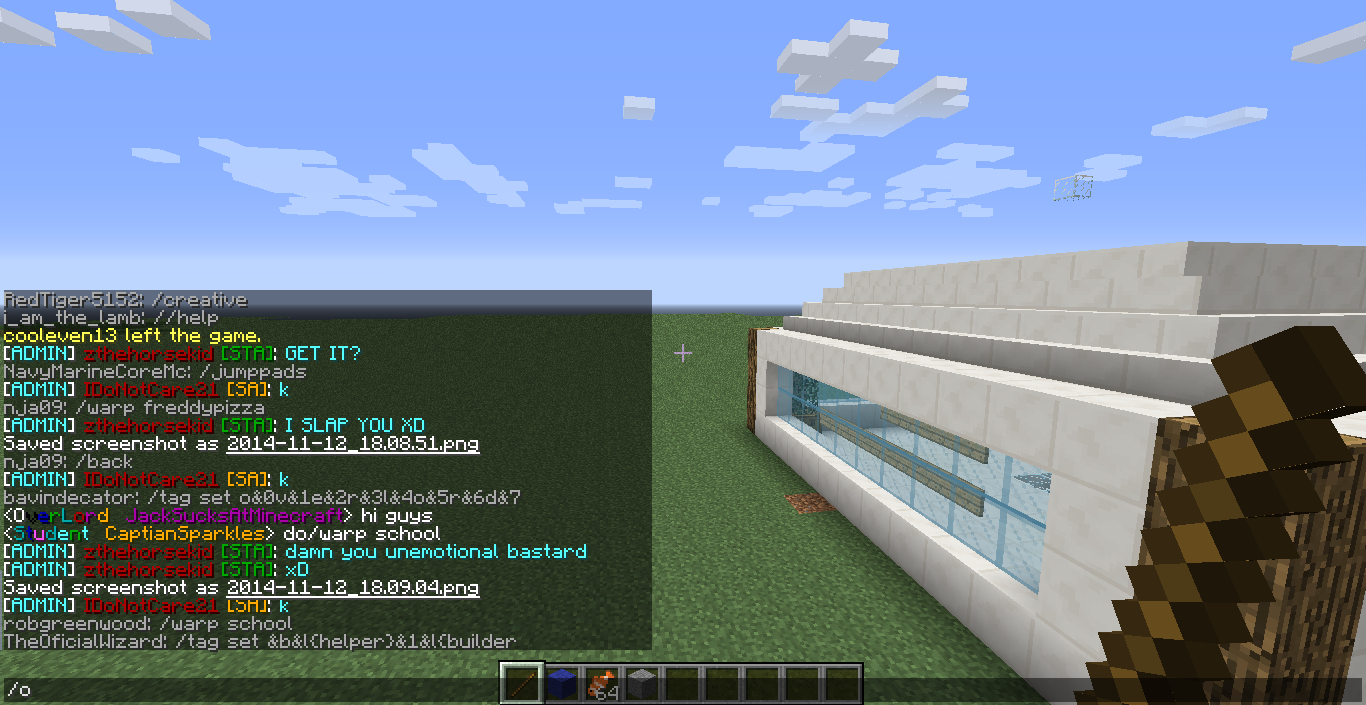 RedTiger5152: /creative
i_am_the_lamb: //help
cooleven13 left the game.
[ADMIN] zthehorsekid [STA]: GET IT?
NavyMarineCoreMc: /jumppads
[ADMIN] IDoNotCare21 [SA]: k
nja09: /warp freddypizza
[ADMIN] zthehorsekid [STA]: I SLAP YOU XD
Saved screenshot as 2014-11-12_18.08.51.png
nja09: /back
[ADMIN] IDoNotCare21 [SA]: k
bavindecator: /tag set o&0v&1e&2r&3l&4o&5r&6d&7
<OverLord JackSucksAtMinecraft> hi guys
<Student CaptianSparkles> do/warp school
[ADMIN] zthehorsekid [STA]: damn you unemotional bastard
[ADMIN] zthehorsekid [STA]: xD
Saved screenshot as 2014-11-12_18.09.04.png
[ADMIN] IDoNotCare21 [SA]: k
robgreenwood: /warp school
TheOficialWizard: /tag set &b&l{helper}&1&l{builder
64
/o